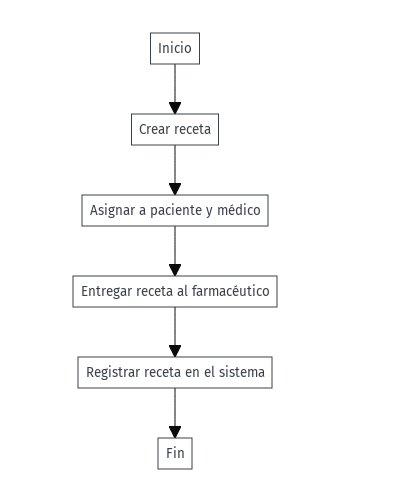 Inicio
Crear receta
Asignar a paciente y médico
Entregar receta al farmacéutico
Registrar receta en el sistema
Fin